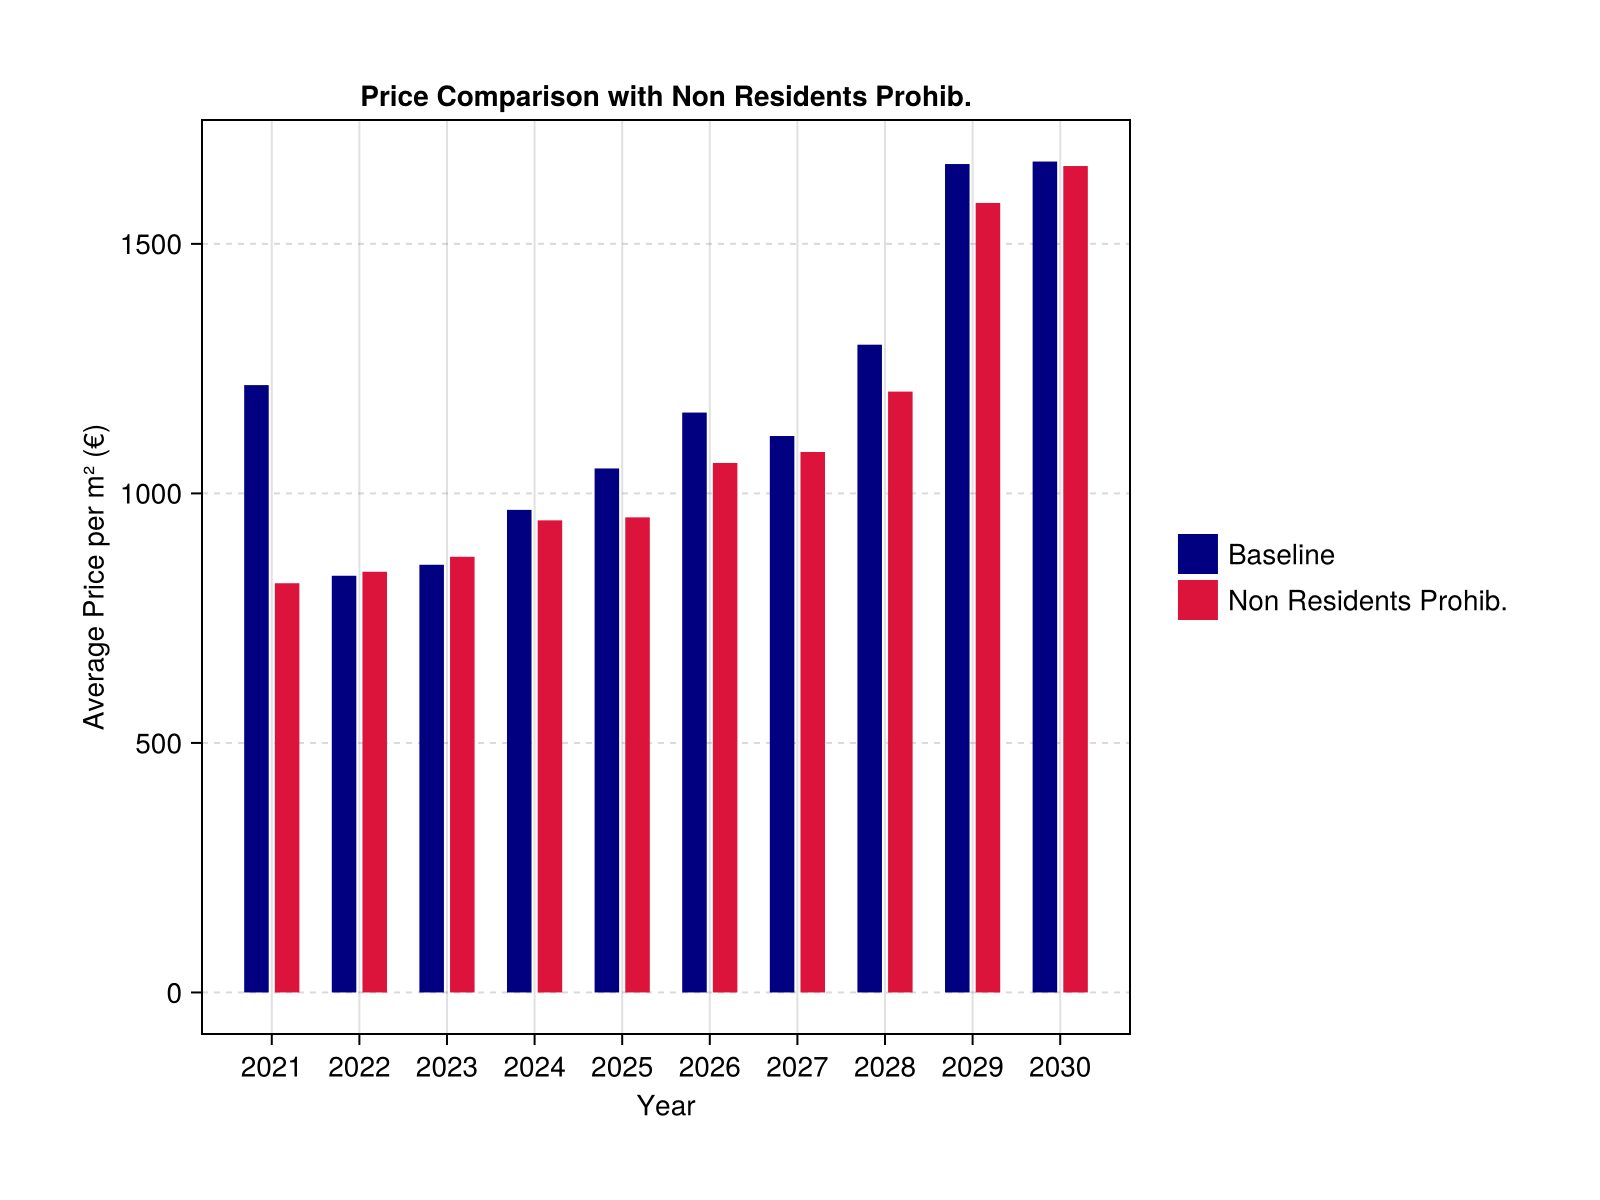 Price Comparison with Non Residents Prohib.
Average Price per m² (€)
1500
1000
500
0
2021 2022 2023 2024 2025 2026 2027 2028 2029 2030
Year
Baseline
Non Residents Prohib.